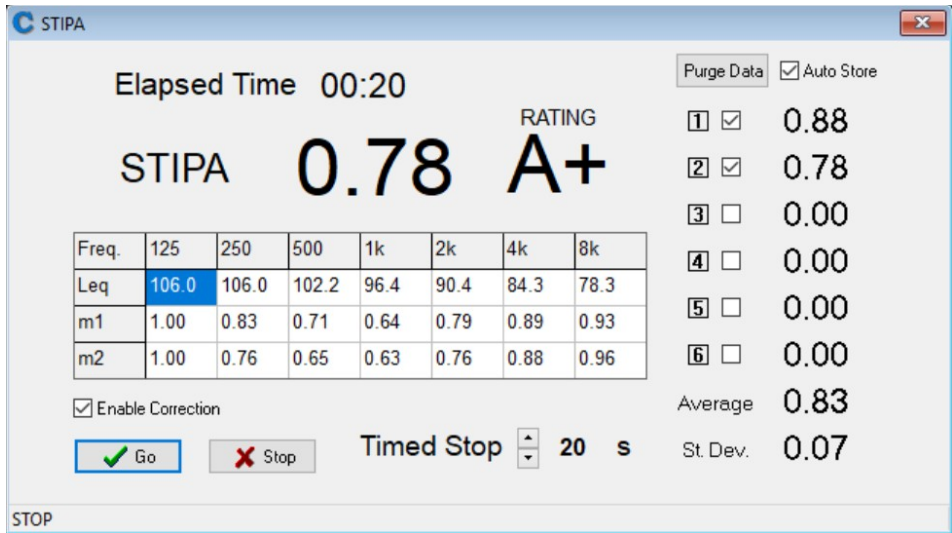 STIPA
Elapsed Time 00:20
Purge Data Auto Store
RATING
STIPA 0.78 A+
1 0.88
2 0.78
3 0.00
4 0.00
5 0.00
6 0.00
Average 0.83
St. Dev. 0.07
Freq. 125 250 500 1k 2k 4k 8k
Leq 106.0 106.0 102.2 96.4 90.4 84.3 78.3
m1 1.00 0.83 0.71 0.64 0.79 0.89 0.93
m2 1.00 0.76 0.65 0.63 0.76 0.88 0.96
Enable Correction
Go Stop Timed Stop 20 s
STOP